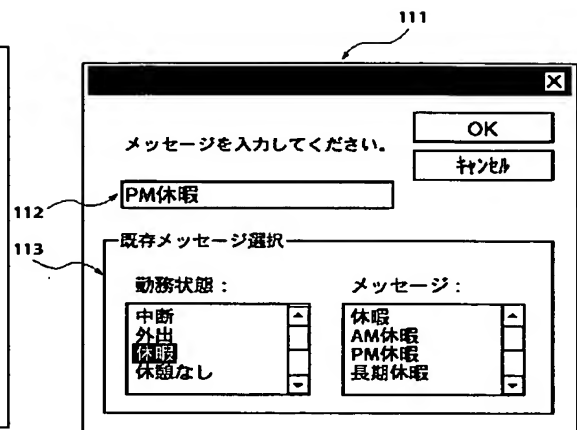 111
OK
メッセージを入力してください。
キャンセル
112
PM休暇
113
既存メッセージ選択
勤務状態：
メッセージ：
中断
外出
休暇
休憩なし
休暇
AM休暇
PM休暇
長期休暇